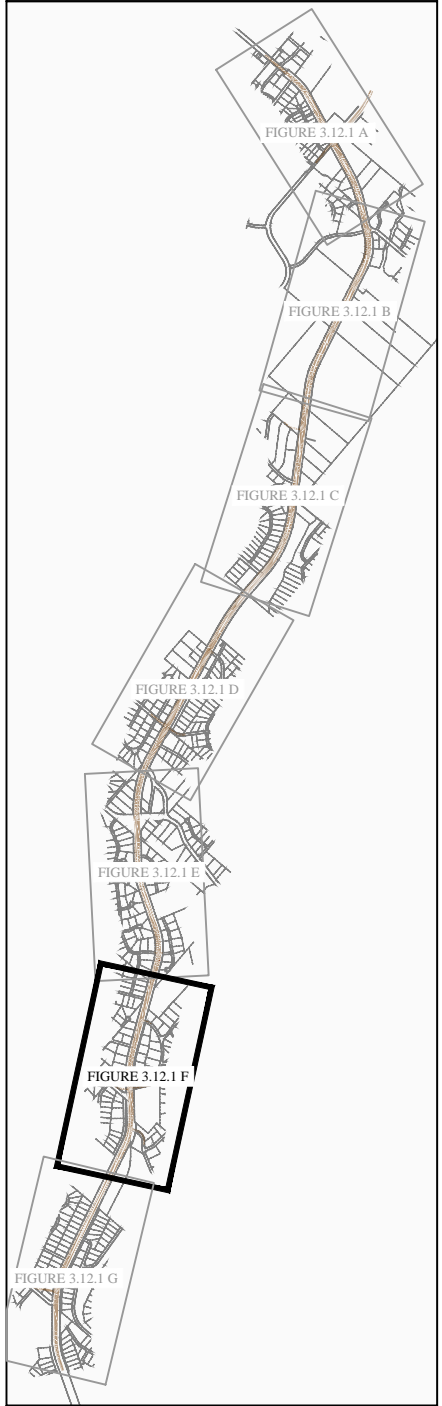 FIGURE 3.12.1 A
FIGURE 3.12.1 B
FIGURE 3.12.1 C
FIGURE 3.12.1 D
FIGURE 3.12.1 E
FIGURE 3.12.1 F
FIGURE 3.12.1 G